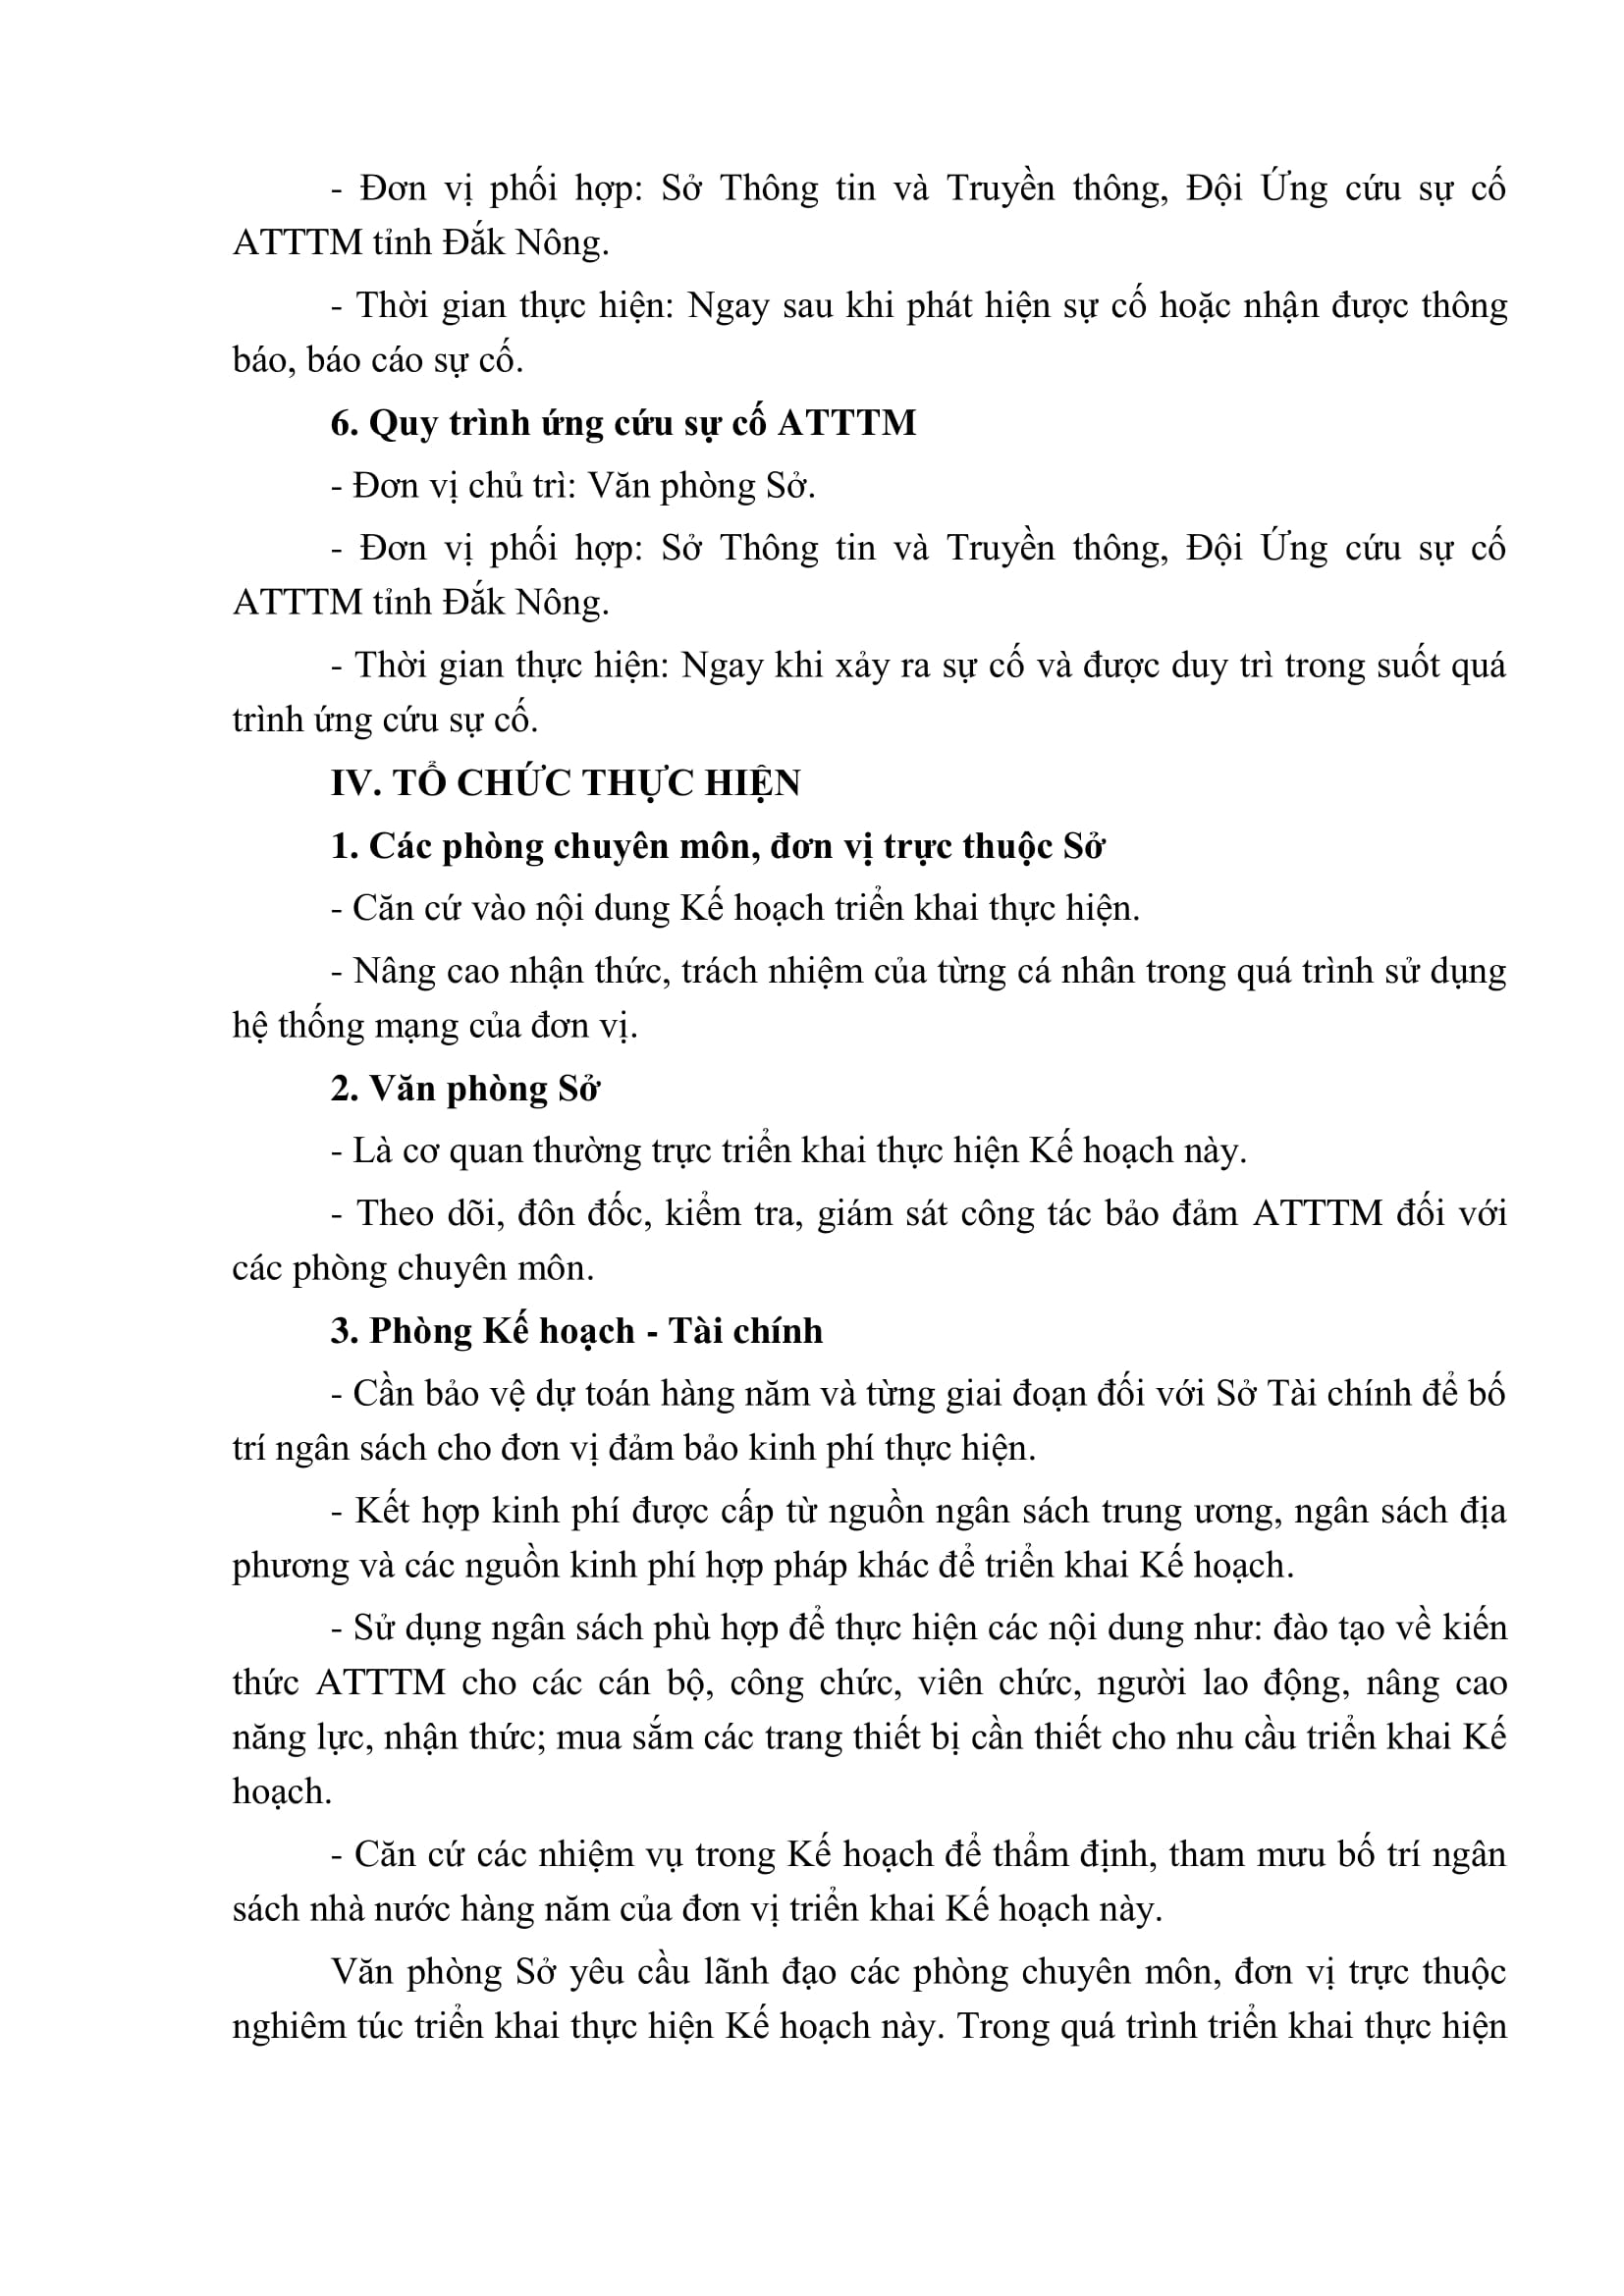 - Đơn vị phối hợp: Sở Thông tin và Truyền thông, Đội Ứng cứu sự cố
ATTTM tỉnh Đắk Nông.
- Thời gian thực hiện: Ngay sau khi phát hiện sự cố hoặc nhận được thông
báo, báo cáo sự cố.
6. Quy trình ứng cứu sự cố ATTTM
- Đơn vị chủ trì: Văn phòng Sở.
- Đơn vị phối hợp: Sở Thông tin và Truyền thông, Đội Ứng cứu sự cố
ATTTM tỉnh Đắk Nông.
- Thời gian thực hiện: Ngay khi xảy ra sự cố và được duy trì trong suốt quá
trình ứng cứu sự cố.
IV. TỔ CHỨC THỰC HIỆN
1. Các phòng chuyên môn, đơn vị trực thuộc Sở
- Căn cứ vào nội dung Kế hoạch triển khai thực hiện.
- Nâng cao nhận thức, trách nhiệm của từng cá nhân trong quá trình sử dụng
hệ thống mạng của đơn vị.
2. Văn phòng Sở
- Là cơ quan thường trực triển khai thực hiện Kế hoạch này.
- Theo dõi, đôn đốc, kiểm tra, giám sát công tác bảo đảm ATTTM đối với
các phòng chuyên môn.
3. Phòng Kế hoạch - Tài chính
- Cần bảo vệ dự toán hàng năm và từng giai đoạn đối với Sở Tài chính để bố
trí ngân sách cho đơn vị đảm bảo kinh phí thực hiện.
- Kết hợp kinh phí được cấp từ nguồn ngân sách trung ương, ngân sách địa
phương và các nguồn kinh phí hợp pháp khác để triển khai Kế hoạch.
- Sử dụng ngân sách phù hợp để thực hiện các nội dung như: đào tạo về kiến
thức ATTTM cho các cán bộ, công chức, viên chức, người lao động, nâng cao
năng lực, nhận thức; mua sắm các trang thiết bị cần thiết cho nhu cầu triển khai Kế
hoạch.
- Căn cứ các nhiệm vụ trong Kế hoạch để thẩm định, tham mưu bố trí ngân
sách nhà nước hàng năm của đơn vị triển khai Kế hoạch này.
Văn phòng Sở yêu cầu lãnh đạo các phòng chuyên môn, đơn vị trực thuộc
nghiêm túc triển khai thực hiện Kế hoạch này. Trong quá trình triển khai thực hiện